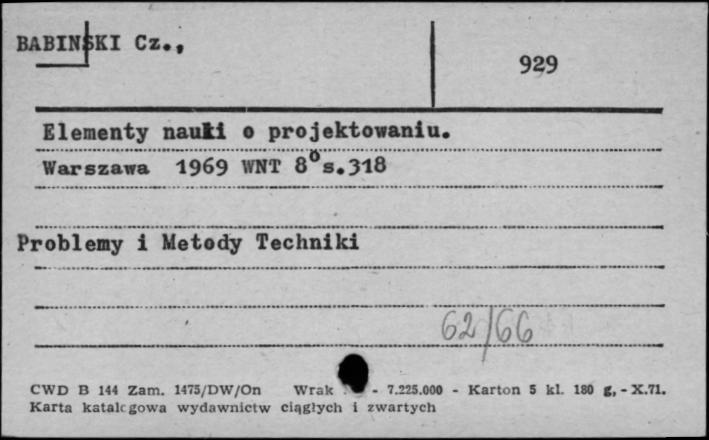 BABINSKI Cz.,
929
Elementy nauki o projektowaniu.
Warszawa 1969 WNT 8° s.318
Problemy i Metody Techniki
62/66
CWD B 144 Zam. 1475/DW/On Wrak - 7.225.000 - Karton 5 kl. 180 g, - X.71.
Karta katalogowa wydawnictw ciągłych i zwartych